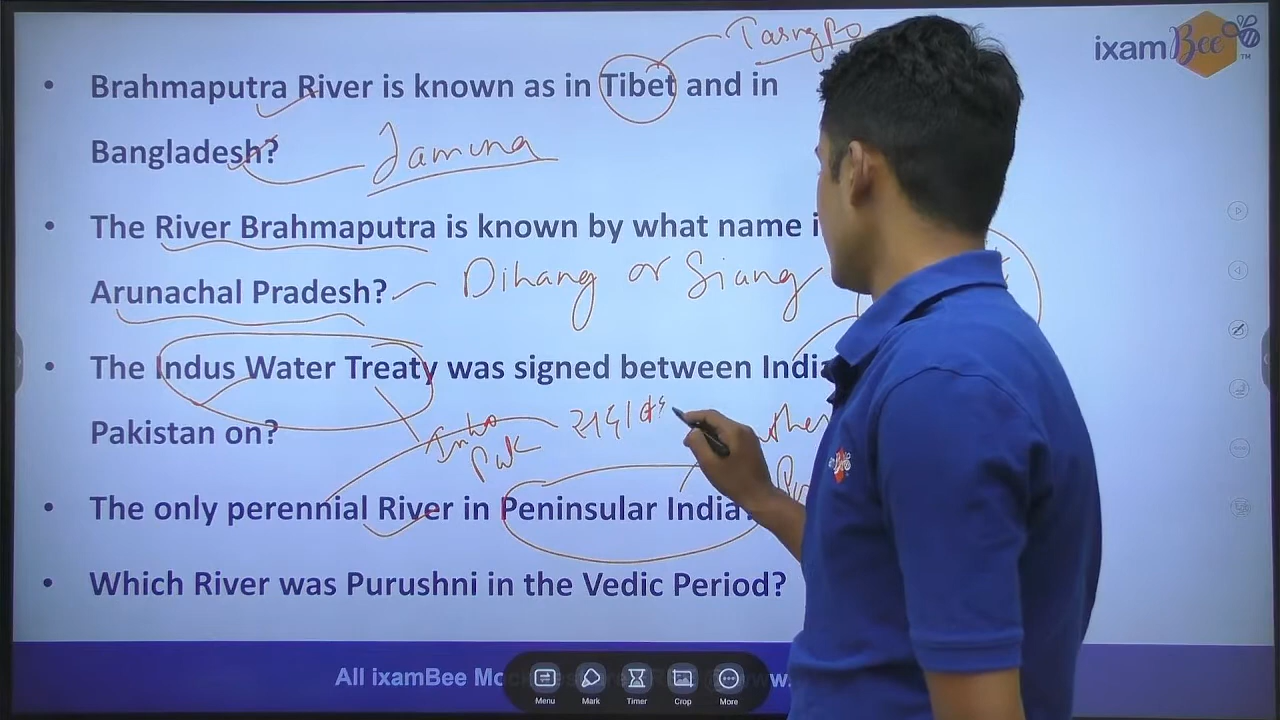 Tasngpo
ixamBee
TM
• Brahmaputra River is known as in Tibet and in
Bangladesh?
Jamuna
• The River Brahmaputra is known by what name i
Arunachal Pradesh?
Dihang or Siang
• The Indus Water Treaty was signed between India
Pakistan on?
Pak
• The only perennial River in Peninsular India?
• Which River was Purushni in the Vedic Period?
All ixamBee Moc
w.
Menu Mark Timer Crop More